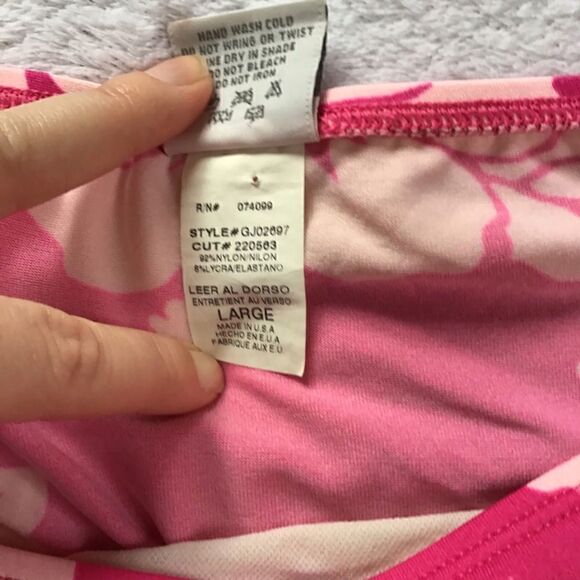 HAND WASH COLD
DO NOT WRING OR TWIST
LINE DRY IN SHADE
DO NOT BLEACH
DO NOT IRON
R/N# 074099
STYLE# GJ02697
CUT# 220563
92%NYLON/NILON
8%LYCRA/ELASTANO
LEER AL DORSO
ENTRETIENT AU VERSO
LARGE
MADE IN U.S.A
HECHO EN E.U.A
FABRIQUE AUX E.U.